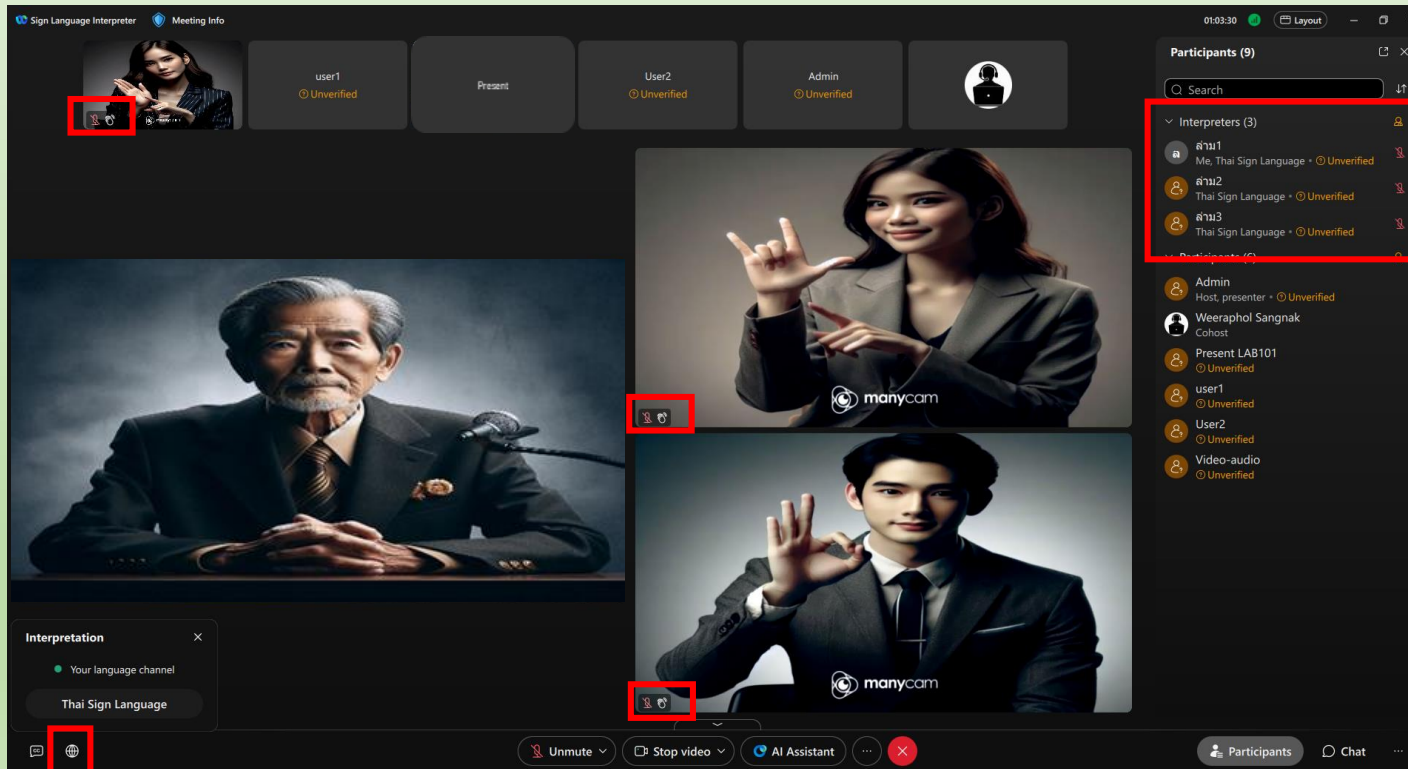 Sign Language Interpreter
Meeting Info
01:03:30
Layout
user1
Unverified
Present
User2
Unverified
Admin
Unverified
manycam
manycam
Interpretation
Your language channel
Thai Sign Language
Participants (9)
Search
Interpreters (3)
ล
ล่าม1
Me, Thai Sign Language • Unverified
ล่าม2
Thai Sign Language • Unverified
ล่าม3
Thai Sign Language • Unverified
Participants (6)
Admin
Host, presenter • Unverified
Weeraphol Sangnak
Cohost
Present LAB101
Unverified
user1
Unverified
User2
Unverified
Video-audio
Unverified
CC
Unmute
Stop video
AI Assistant
Participants
Chat